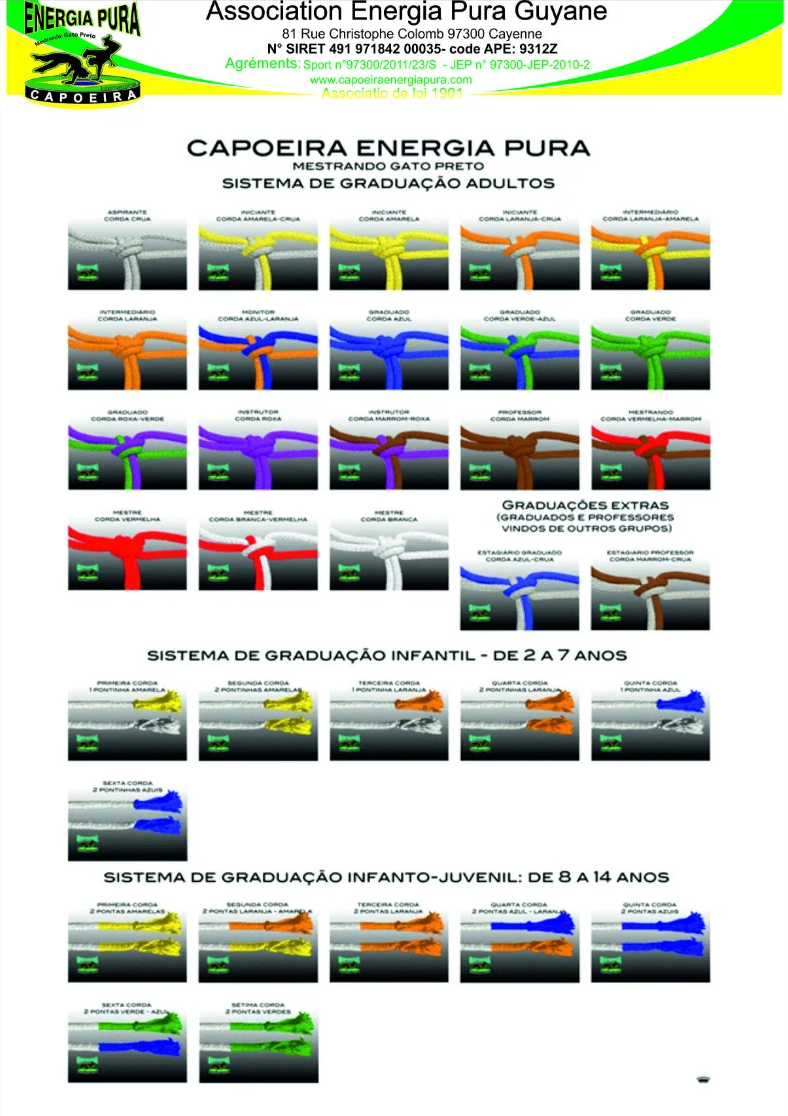 ENERGIA PURA
Mestrando: Gato Preto
CAPOEIRA
Association Energia Pura Guyane
81 Rue Christophe Colomb 97300 Cayenne
N° SIRET 491 971842 00035- code APE: 9312Z
Agréments: Sport n°97300/2011/23/S - JEP n° 97300-JEP-2010-2
www.capoeiraenergiapura.com
Associatio de loi 1901
CAPOEIRA ENERGIA PURA
MESTRANDO GATO PRETO
SISTEMA DE GRADUAÇÃO ADULTOS
ASPIRANTE
CORDA CRUA
INICIANTE
CORDA AMARELA-CRUA
INICIANTE
CORDA AMARELA
INICIANTE
CORDA LARANJA-CRUA
INTERMEDIÁRIO
CORDA LARANJA-AMARELA
INTERMEDIÁRIO
CORDA LARANJA
MONITOR
CORDA AZUL-LARANJA
GRADUADO
CORDA AZUL
GRADUADO
CORDA VERDE-AZUL
GRADUADO
CORDA VERDE
GRADUADO
CORDA ROXA-VERDE
INSTRUTOR
CORDA ROXA
INSTRUTOR
CORDA MARROM-ROXA
PROFESSOR
CORDA MARROM
MESTRANDO
CORDA VERMELHA-MARROM
MESTRE
CORDA VERMELHA
MESTRE
CORDA BRANCA-VERMELHA
MESTRE
CORDA BRANCA
GRADUAÇÕES EXTRAS
(GRADUADOS E PROFESSORES
VINDOS DE OUTROS GRUPOS)
ESTAGIÁRIO GRADUADO
CORDA AZUL-CRUA
ESTAGIÁRIO PROFESSOR
CORDA MARROM-CRUA
SISTEMA DE GRADUAÇÃO INFANTIL - DE 2 A 7 ANOS
PRIMEIRA CORDA
1 PONTINHA AMARELA
SEGUNDA CORDA
2 PONTINHAS AMARELAS
TERCEIRA CORDA
1 PONTINHA LARANJA
QUARTA CORDA
2 PONTINHAS LARANJA
QUINTA CORDA
1 PONTINHA AZUL
SEXTA CORDA
2 PONTINHAS AZUIS
SISTEMA DE GRADUAÇÃO INFANTO-JUVENIL: DE 8 A 14 ANOS
PRIMEIRA CORDA
2 PONTAS AMARELAS
SEGUNDA CORDA
2 PONTAS LARANJA - AMARELA
TERCEIRA CORDA
2 PONTAS LARANJA
QUARTA CORDA
2 PONTAS AZUL - LARANJA
QUINTA CORDA
2 PONTAS AZUIS
SEXTA CORDA
2 PONTAS VERDE - AZUL
SÉTIMA CORDA
2 PONTAS VERDES